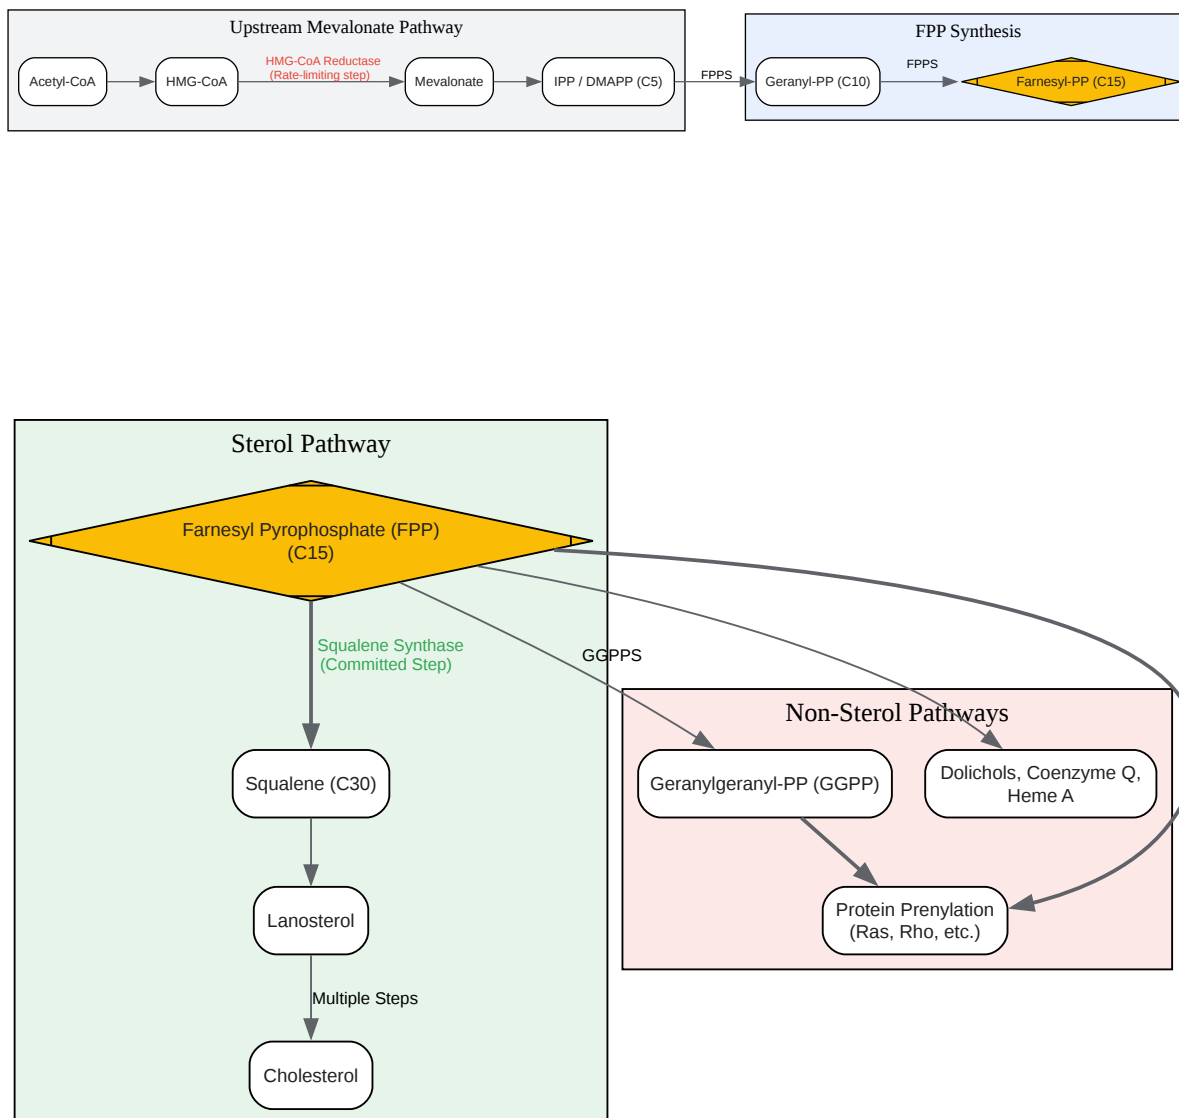 Upstream Mevalonate Pathway
FPP Synthesis
Acetyl-CoA
HMG-CoA
HMG-CoA Reductase
(Rate-limiting step)
Mevalonate
IPP / DMAPP (C5)
FPPS
Geranyl-PP (C10)
FPPS
Farnesyl-PP (C15)
Sterol Pathway
Farnesyl Pyrophosphate (FPP)
(C15)
Squalene Synthase
(Committed Step)
GGPPS
Non-Sterol Pathways
Squalene (C30)
Geranylgeranyl-PP (GGPP)
Dolichols, Coenzyme Q,
Heme A
Lanosterol
Protein Prenylation
(Ras, Rho, etc.)
Multiple Steps
Cholesterol